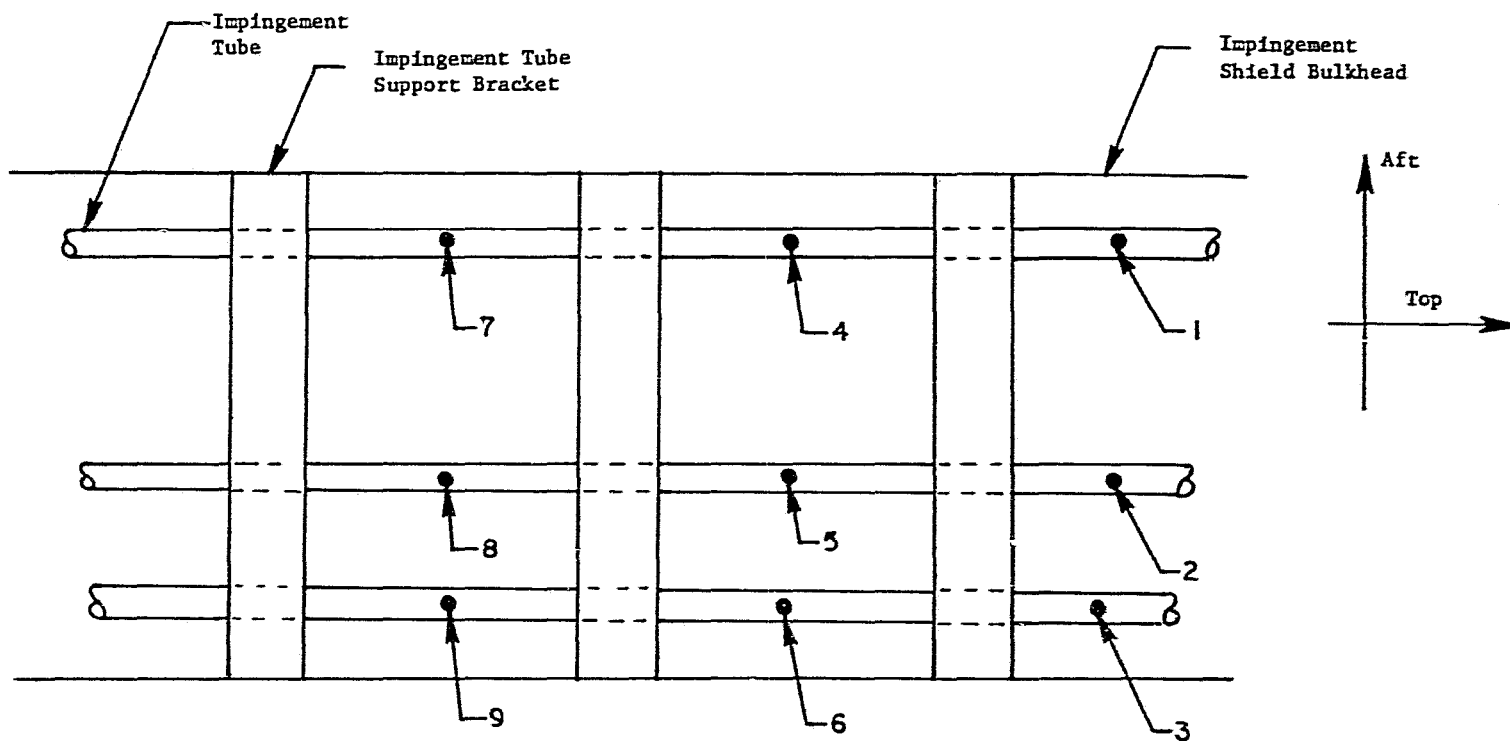 Impingement
Tube
Impingement Tube
Support Bracket
Impingement
Shield Bulkhead
Aft
Top
7
4
1
8
5
2
9
6
3